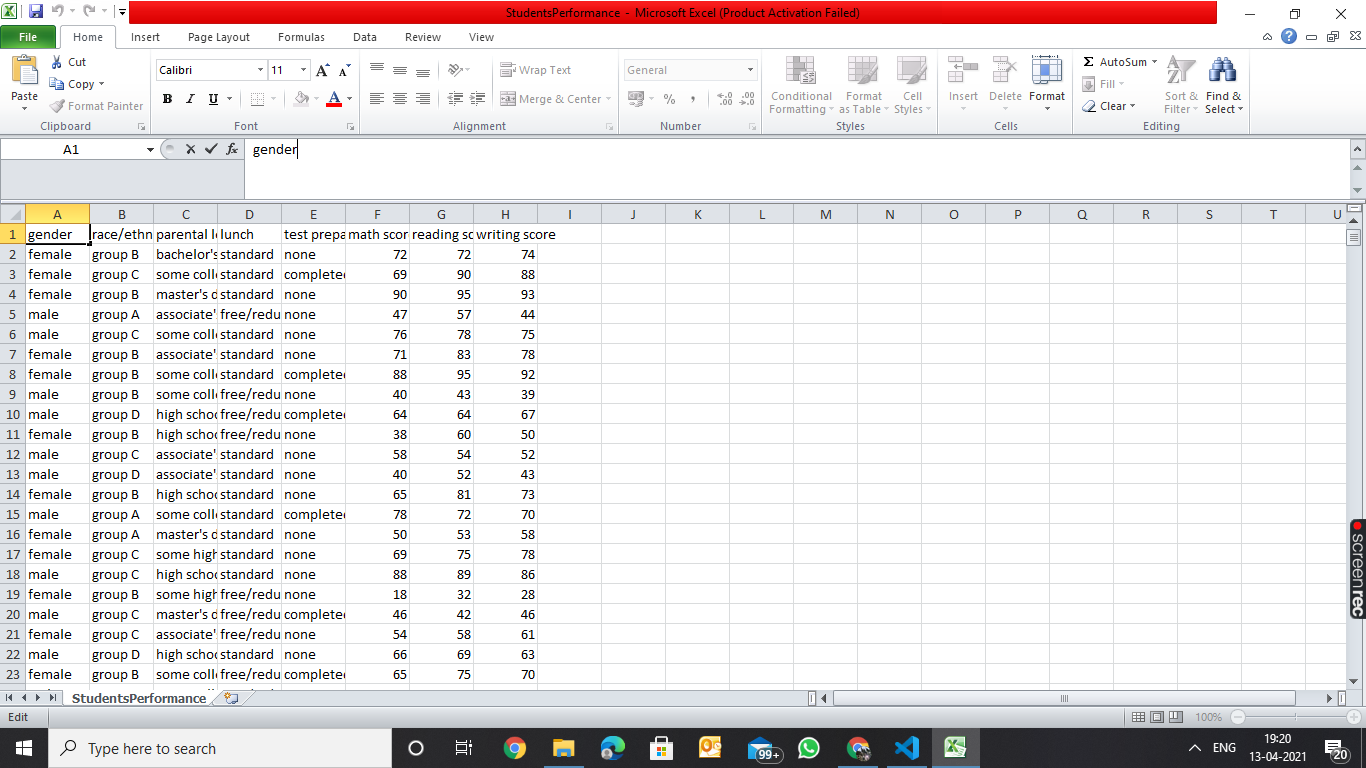 StudentsPerformance - Microsoft Excel (Product Activation Failed)
File Home Insert Page Layout Formulas Data Review View
Paste Cut Copy Format Painter Clipboard
Calibri 11 B I U Font
Wrap Text Merge & Center Alignment
General % , Number
Conditional Formatting Format as Table Cell Styles Styles
Insert Delete Format Cells
Σ AutoSum Fill Clear Sort & Filter Find & Select Editing
A1 fx gender
A B C D E F G H I J K L M N O P Q R S T U
1 gender race/ethn parental l lunch test prepa math scor reading sc writing score
2 female group B bachelor's standard none 72 72 74
3 female group C some coll standard completed 69 90 88
4 female group B master's d standard none 90 95 93
5 male group A associate' free/redu none 47 57 44
6 male group C some coll standard none 76 78 75
7 female group B associate' standard none 71 83 78
8 female group B some coll standard completed 88 95 92
9 male group B some coll free/redu none 40 43 39
10 male group D high schoo free/redu completed 64 64 67
11 female group B high schoo free/redu none 38 60 50
12 male group C associate' standard none 58 54 52
13 male group D associate' standard none 40 52 43
14 female group B high schoo standard none 65 81 73
15 male group A some coll standard completed 78 72 70
16 female group A master's d standard none 50 53 58
17 female group C some high standard none 69 75 78
18 male group C high schoo standard none 88 89 86
19 female group B some high free/redu none 18 32 28
20 male group C master's d free/redu completed 46 42 46
21 female group C associate' free/redu none 54 58 61
22 male group D high schoo standard none 66 69 63
23 female group B some coll free/redu completed 65 75 70
screenrec
StudentsPerformance
Edit 100%
Type here to search 99+ ENG 19:20
13-04-2021 20